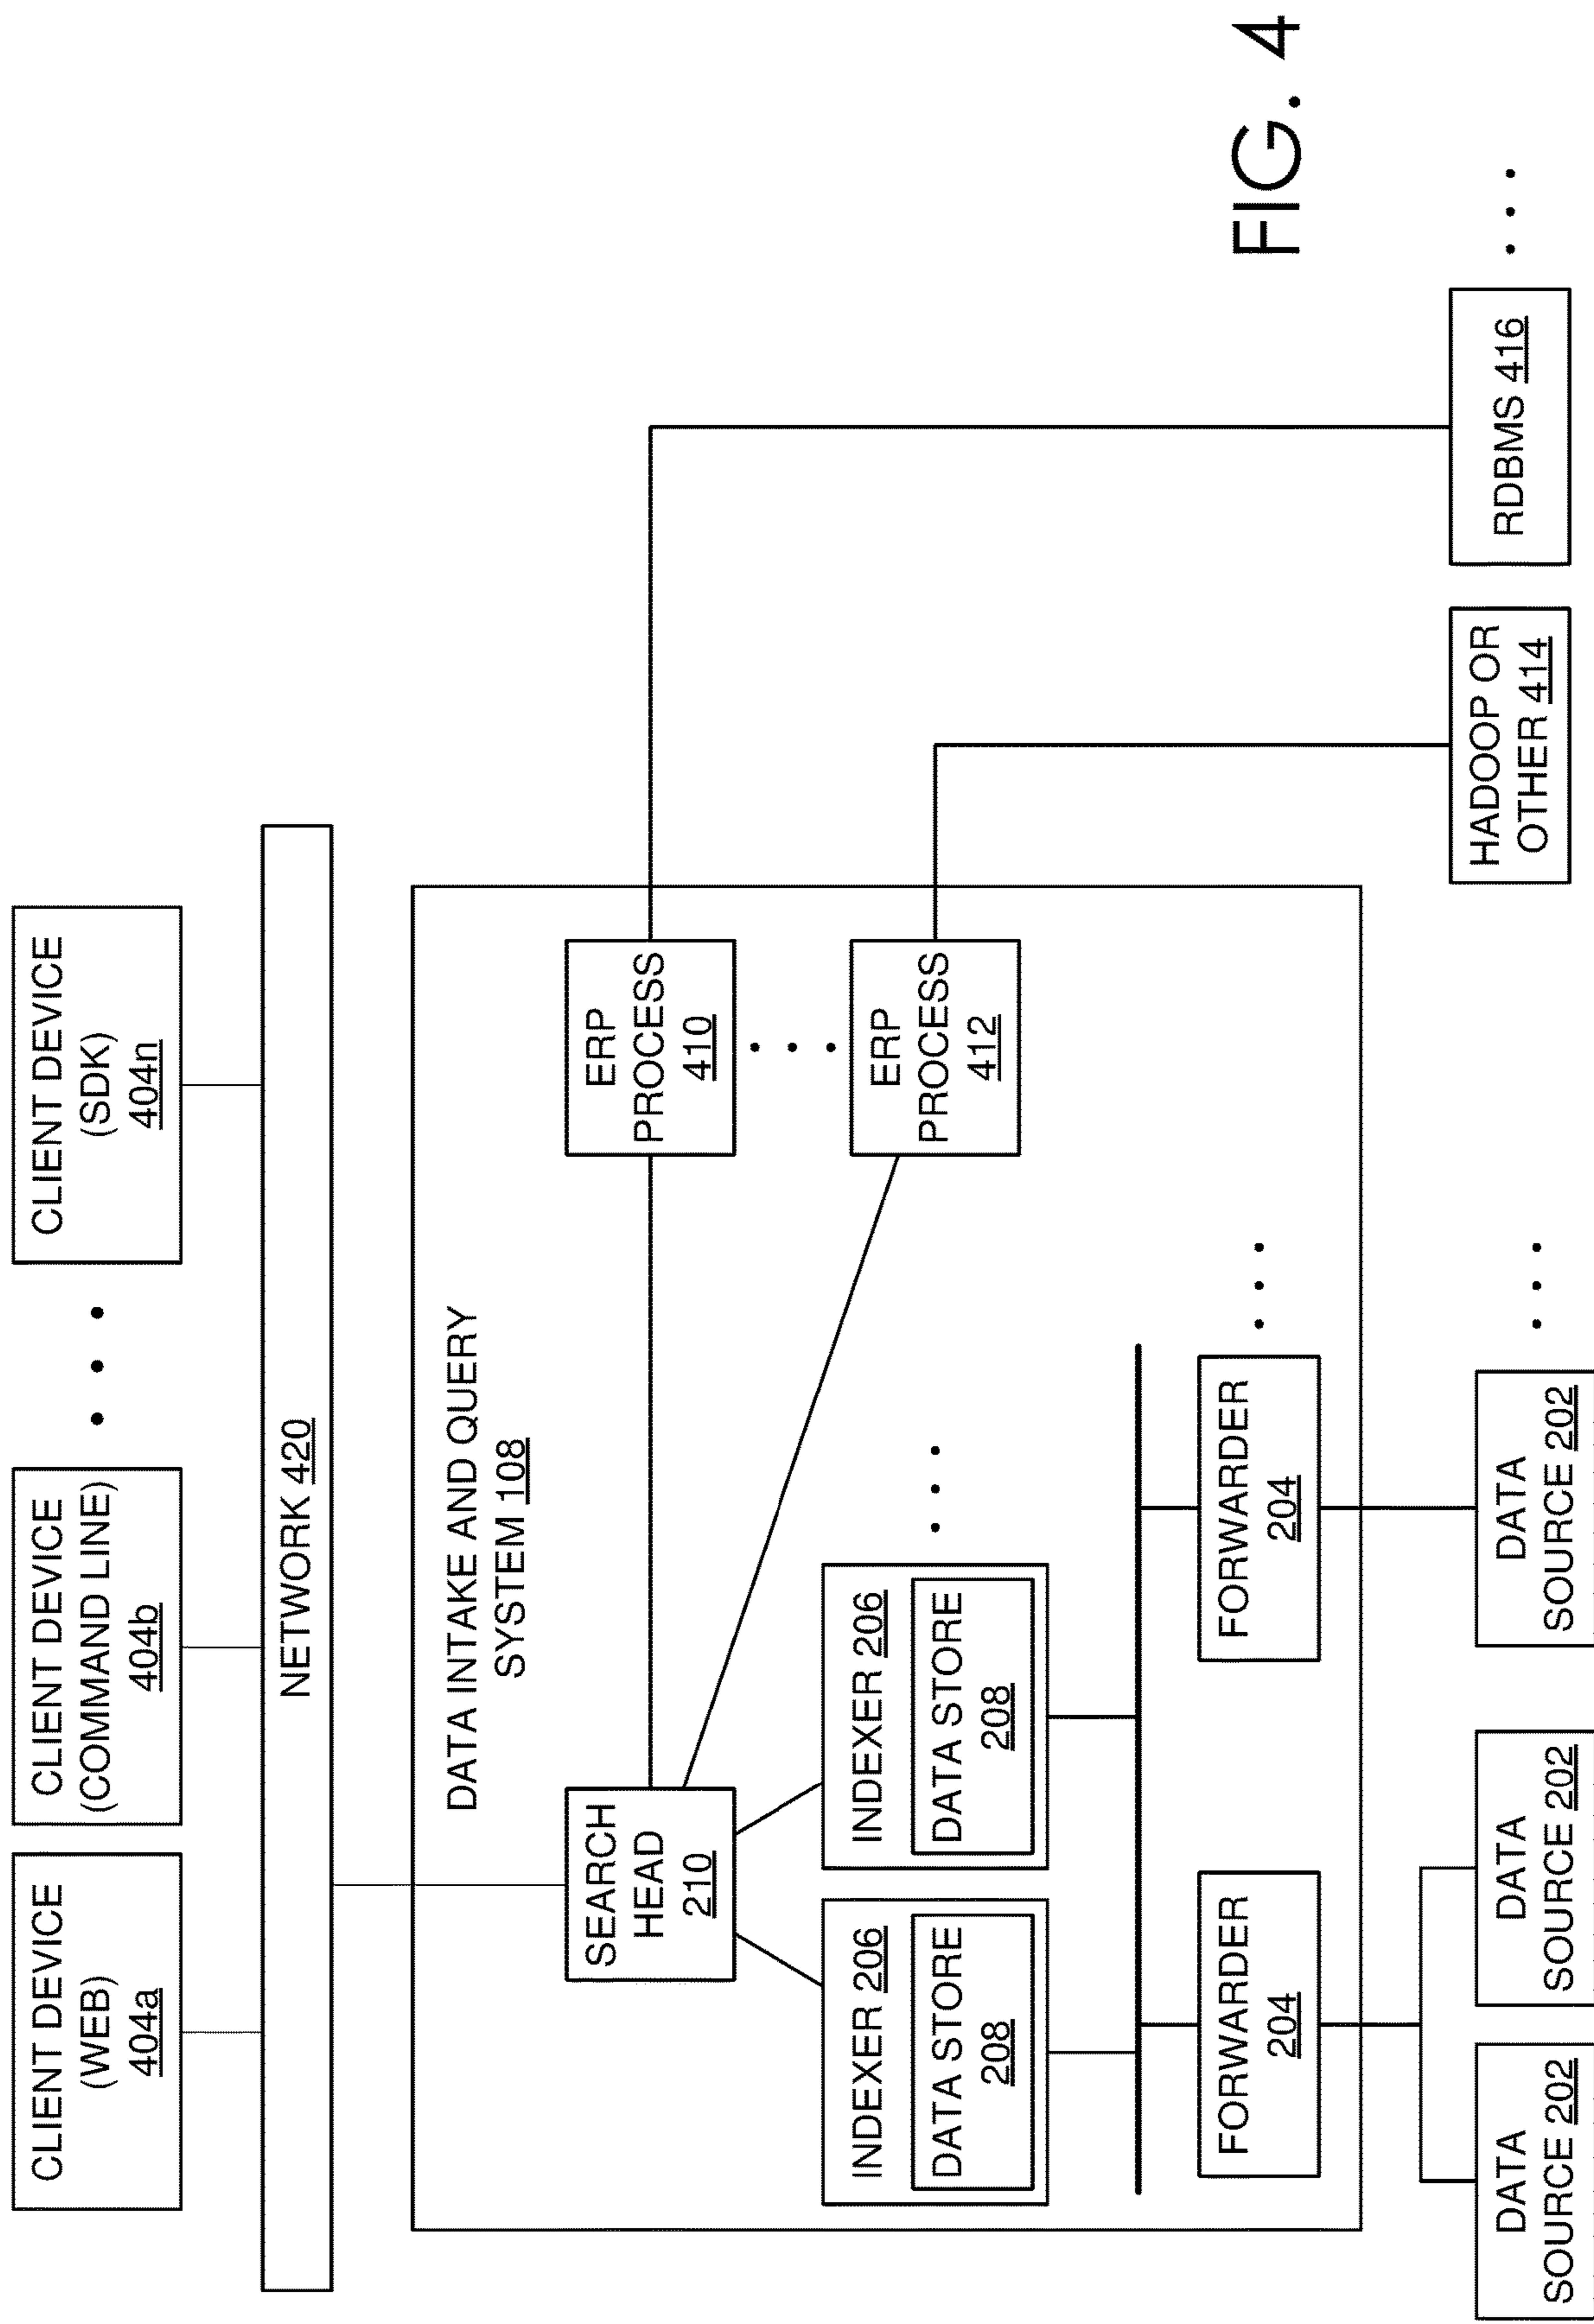 CLIENT DEVICE
(WEB)
404a
CLIENT DEVICE
(COMMAND LINE)
404b
CLIENT DEVICE
(SDK)
404n
NETWORK 420
DATA INTAKE AND QUERY
SYSTEM 108
SEARCH
HEAD
210
ERP
PROCESS
410
INDEXER 206
DATA STORE
208
INDEXER 206
DATA STORE
208
ERP
PROCESS
412
FORWARDER
204
FORWARDER
204
DATA
SOURCE 202
DATA
SOURCE 202
DATA
SOURCE 202
HADOOP OR
OTHER 414
RDBMS 416
FIG. 4